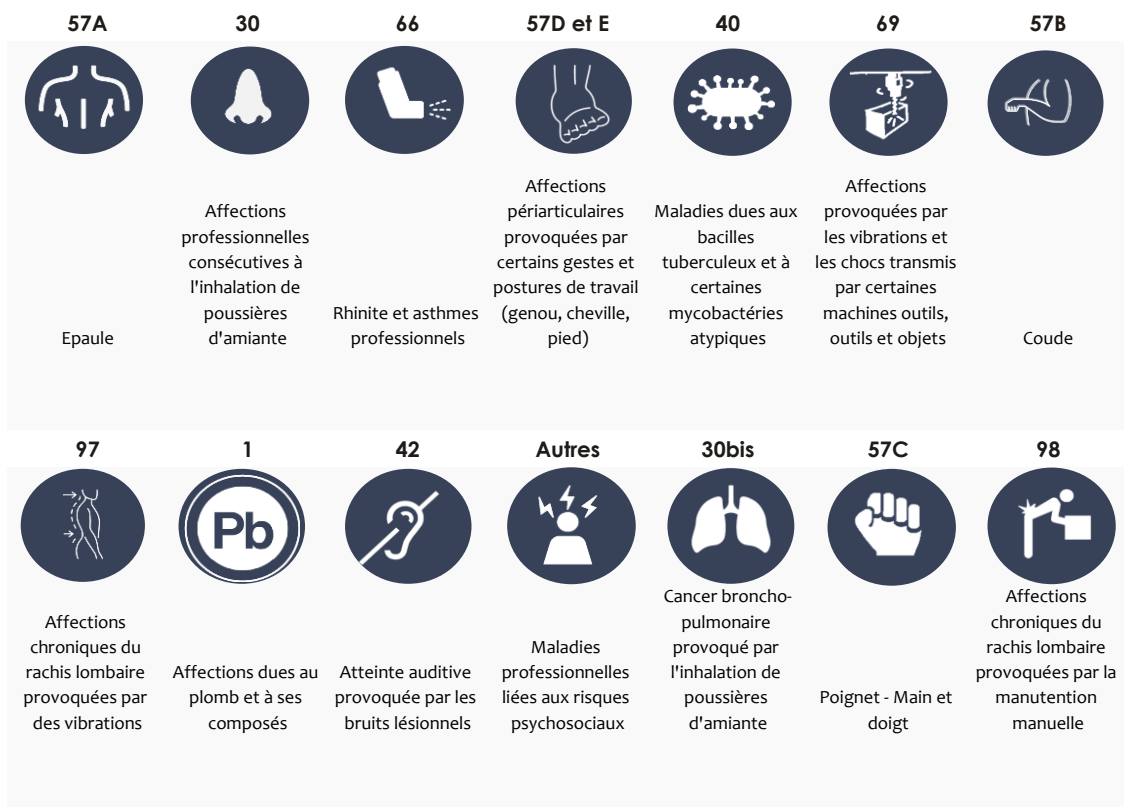 57A
30
66
57D et E
40
69
57B
Epaule
Affections
professionnelles
consécutives à
l'inhalation de
poussières
d'amiante
Rhinite et asthmes
professionnels
Affections
périarticulaires
provoquées par
certains gestes et
postures de travail
(genou, cheville,
pied)
Maladies dues aux
bacilles
tuberculeux et à
certaines
mycobactéries
atypiques
Affections
provoquées par
les vibrations et
les chocs transmis
par certaines
machines outils,
outils et objets
Coude
97
1
42
Autres
30bis
57C
98
Pb
Affections
chroniques du
rachis lombaire
provoquées par
des vibrations
Affections dues au
plomb et à ses
composés
Atteinte auditive
provoquée par les
bruits lésionnels
Maladies
professionnelles
liées aux risques
psychosociaux
Cancer broncho-
pulmonaire
provoqué par
l'inhalation de
poussières
d'amiante
Poignet - Main et
doigt
Affections
chroniques du
rachis lombaire
provoquées par la
manutention
manuelle